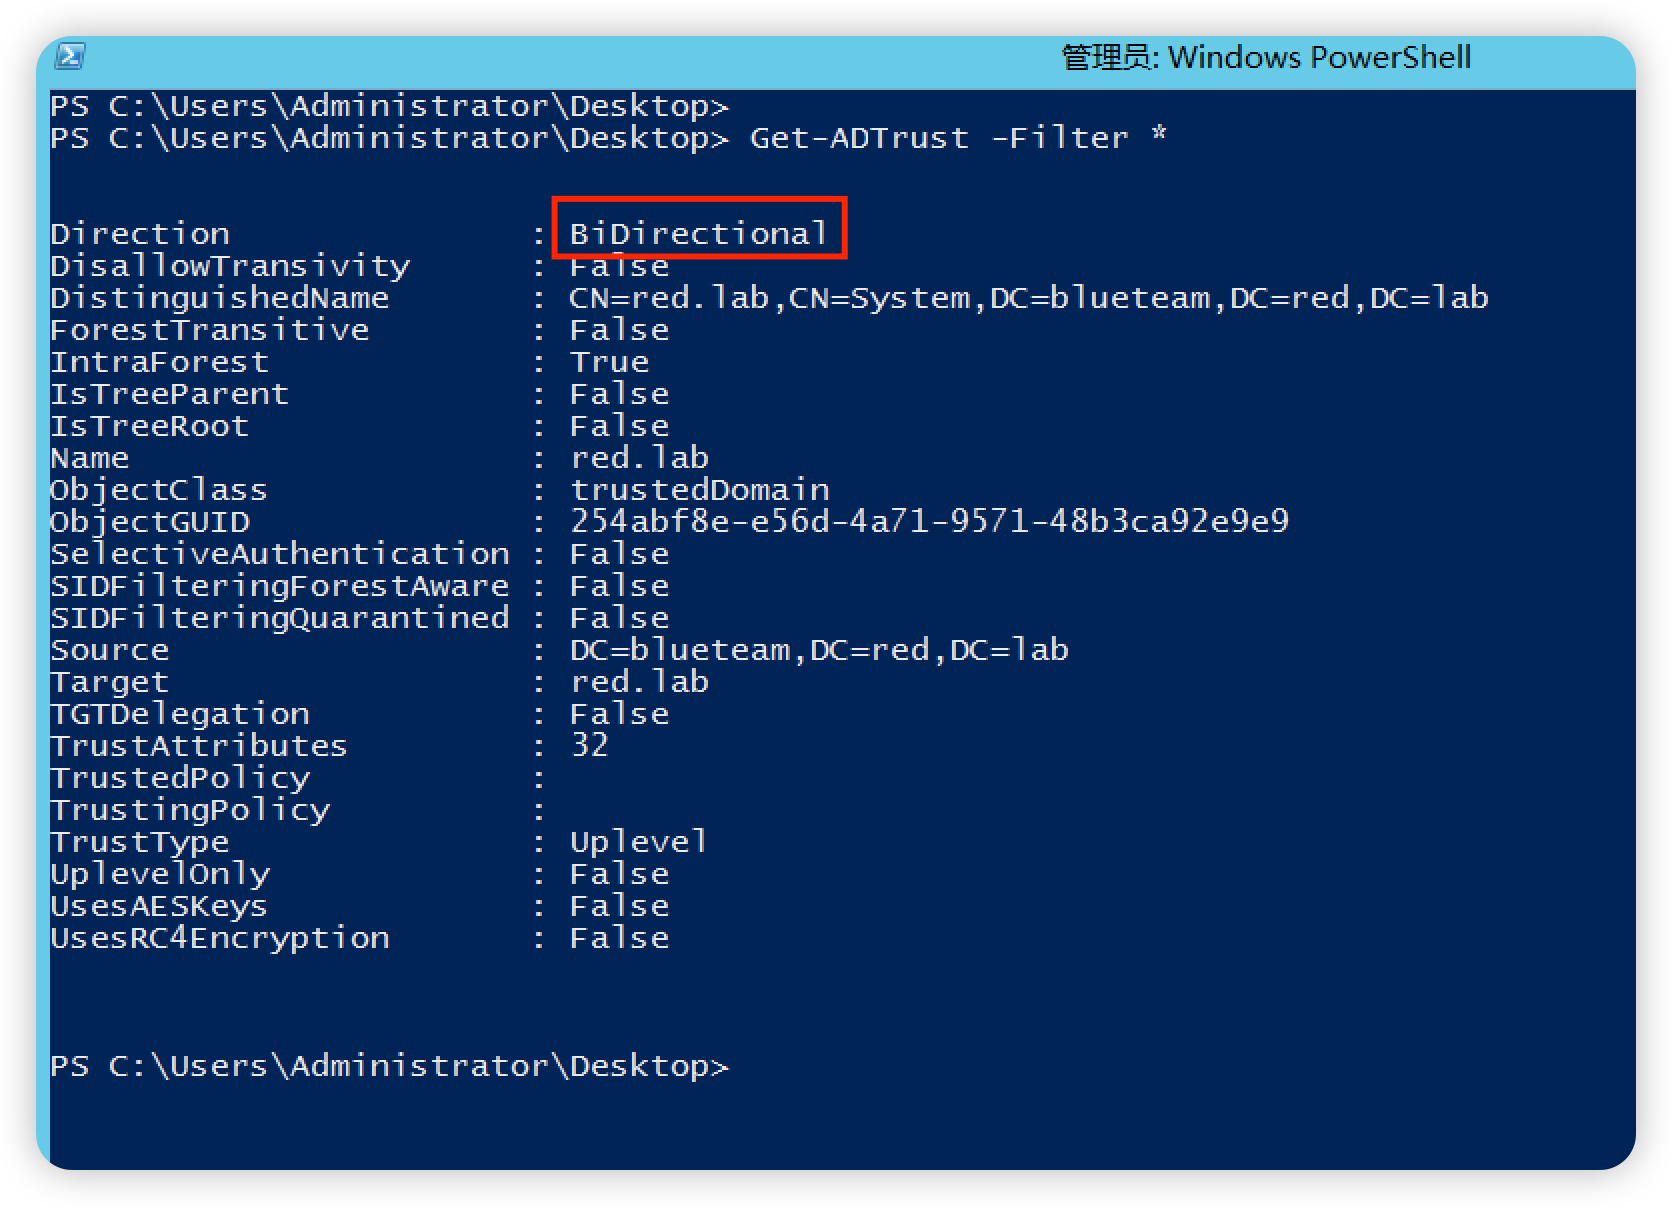 管理员: Windows PowerShell
PS C:\Users\Administrator\Desktop>
PS C:\Users\Administrator\Desktop> Get-ADTrust -Filter *
Direction : BiDirectional
DisallowTransivity : False
DistinguishedName : CN=red.lab,CN=System,DC=blueteam,DC=red,DC=lab
ForestTransitive : False
IntraForest : True
IsTreeParent : False
IsTreeRoot : False
Name : red.lab
ObjectClass : trustedDomain
ObjectGUID : 254abf8e-e56d-4a71-9571-48b3ca92e9e9
SelectiveAuthentication : False
SIDFilteringForestAware : False
SIDFilteringQuarantined : False
Source : DC=blueteam,DC=red,DC=lab
Target : red.lab
TGTDelegation : False
TrustAttributes : 32
TrustedPolicy :
TrustingPolicy :
TrustType : Uplevel
UplevelOnly : False
UsesAESKeys : False
UsesRC4Encryption : False
PS C:\Users\Administrator\Desktop>